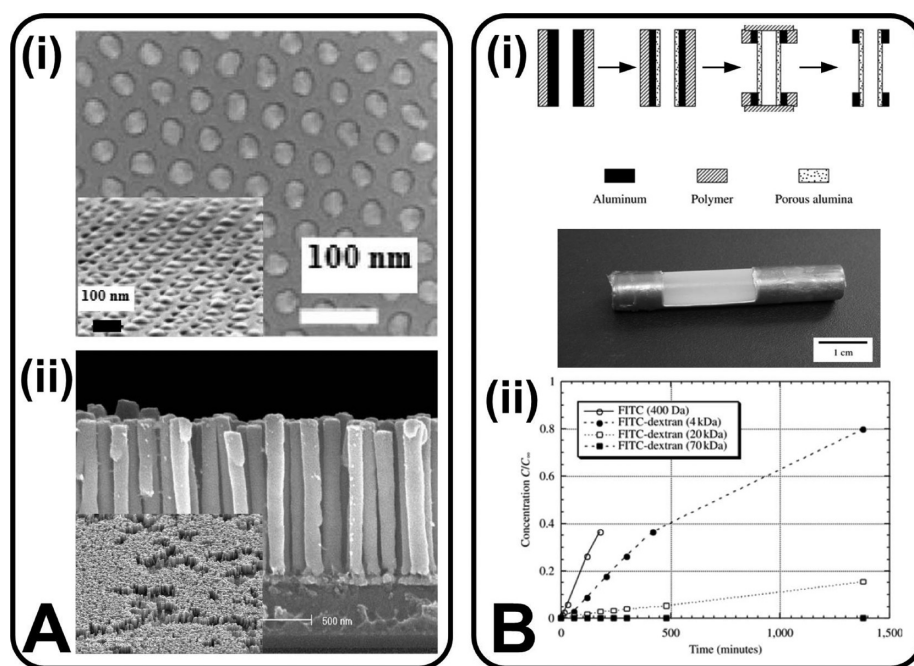 (i)
100 nm
100 nm
(ii)
500 nm
A
(i)
Aluminum
Polymer
Porous alumina
1 cm
(ii)
FITC (400 Da)
FITC-dextran (4 kDa)
FITC-dextran (20 kDa)
FITC-dextran (70 kDa)
Concentration C/C∞
1
0.8
0.6
0.4
0.2
0
0
500
1,000
1,500
Time (minutes)
B